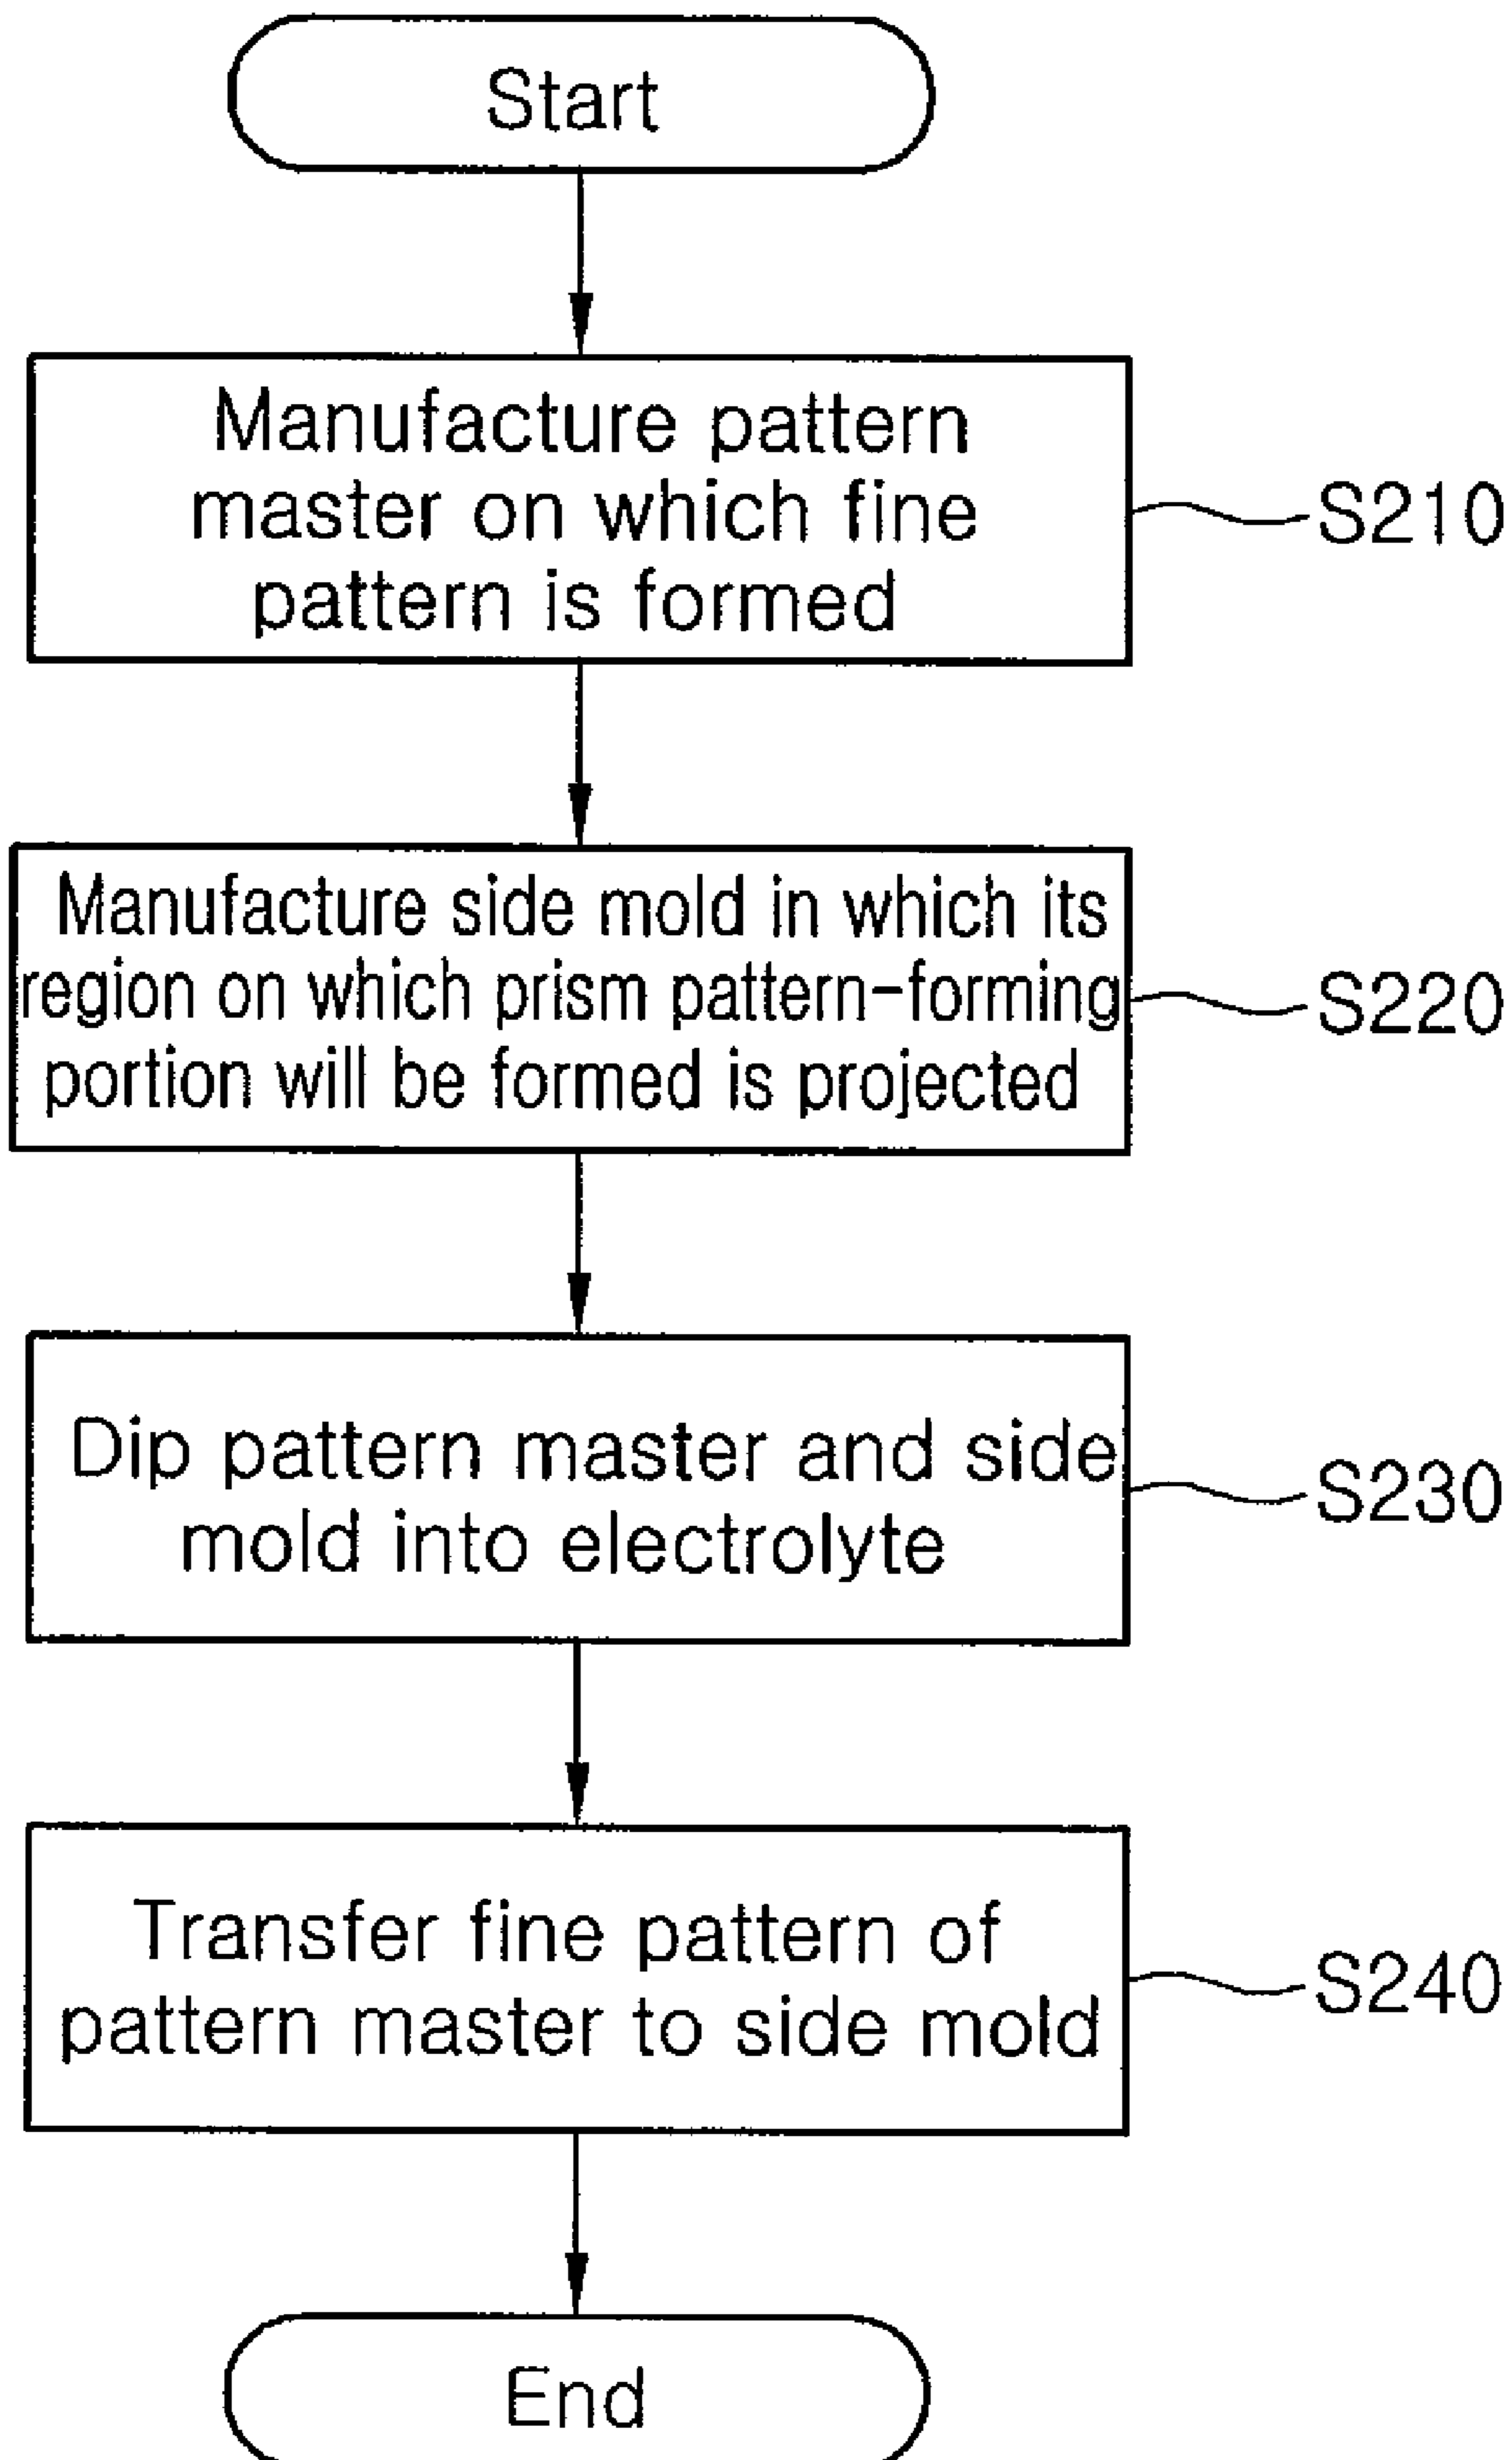 Start
Manufacture pattern
master on which fine
pattern is formed
S210
Manufacture side mold in which its
region on which prism pattern-forming
portion will be formed is projected
S220
Dip pattern master and side
mold into electrolyte
S230
Transfer fine pattern of
pattern master to side mold
S240
End